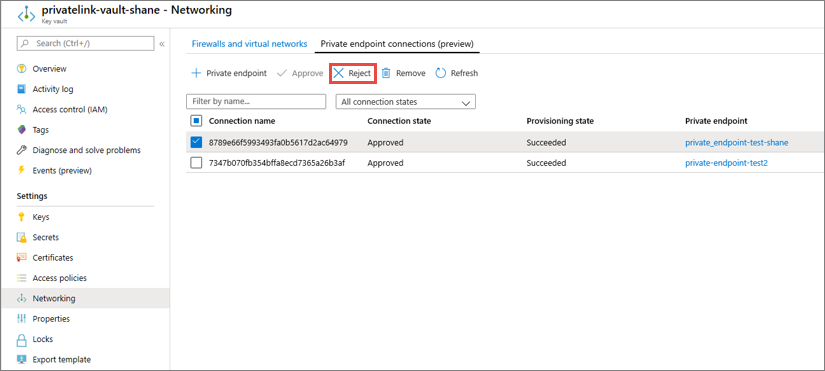 privatelink-vault-shane - Networking
Key vault
Search (Ctrl+/)
«
Overview
Activity log
Access control (IAM)
Tags
Diagnose and solve problems
Events (preview)
Settings
Keys
Secrets
Certificates
Access policies
Networking
Properties
Locks
Export template
Firewalls and virtual networks Private endpoint connections (preview)
Private endpoint Approve Reject Remove Refresh
Filter by name... All connection states
Connection name Connection state Provisioning state Private endpoint
8789e66f5993493fa0b5617d2ac64979 Approved Succeeded private_endpoint-test-shane
7347b070fb354bffa8ecd7365a26b3af Approved Succeeded private-endpoint-test2